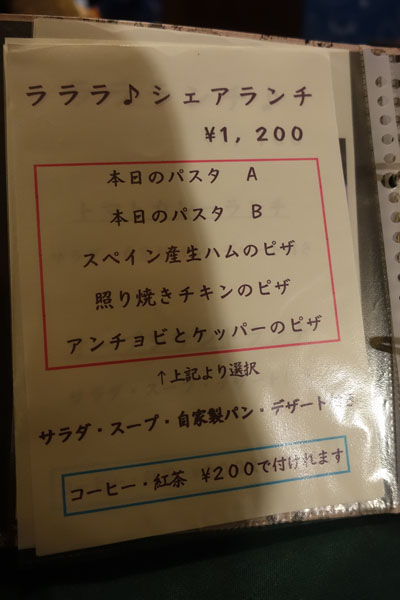 ラララ♪シェアランチ
¥1,200
本日のパスタ A
本日のパスタ B
スペイン産生ハムのピザ
照り焼きチキンのピザ
アンチョビとケッパーのピザ
↑上記より選択
サラダ・スープ・自家製パン・デザート
コーヒー・紅茶 ¥200で付けれます